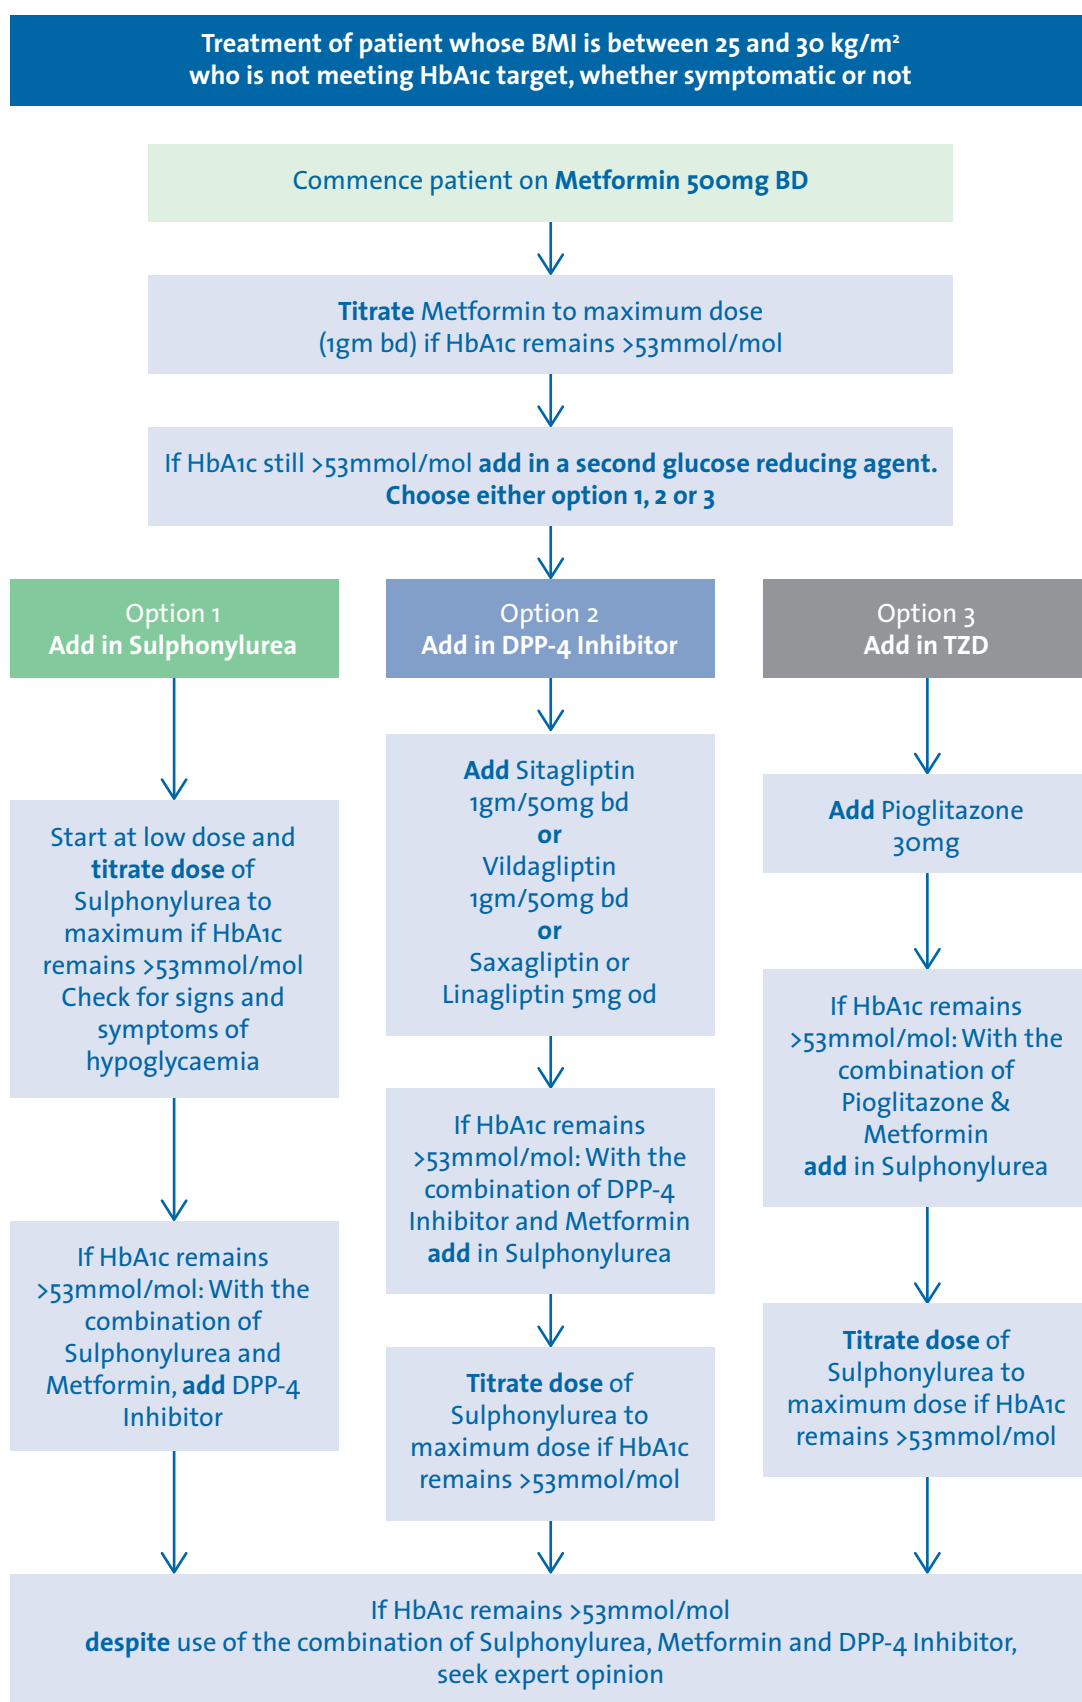 Treatment of patient whose BMI is between 25 and 30 kg/m²
who is not meeting HbA1c target, whether symptomatic or not
Commence patient on Metformin 500mg BD
Titrate Metformin to maximum dose
(1gm bd) if HbA1c remains >53mmol/mol
If HbA1c still >53mmol/mol add in a second glucose reducing agent.
Choose either option 1, 2 or 3
Option 1
Add in Sulphonylurea
Start at low dose and
titrate dose of
Sulphonylurea to
maximum if HbA1c
remains >53mmol/mol
Check for signs and
symptoms of
hypoglycaemia
If HbA1c remains
>53mmol/mol: With the
combination of
Sulphonylurea and
Metformin, add DPP-4
Inhibitor
Option 2
Add in DPP-4 Inhibitor
Add Sitagliptin
1gm/50mg bd
or
Vildagliptin
1gm/50mg bd
or
Saxagliptin or
Linagliptin 5mg od
If HbA1c remains
>53mmol/mol: With the
combination of DPP-4
Inhibitor and Metformin
add in Sulphonylurea
Titrate dose of
Sulphonylurea to
maximum dose if HbA1c
remains >53mmol/mol
Option 3
Add in TZD
Add Pioglitazone
30mg
If HbA1c remains
>53mmol/mol: With the
combination of
Pioglitazone &
Metformin
add in Sulphonylurea
Titrate dose of
Sulphonylurea to
maximum dose if HbA1c
remains >53mmol/mol
If HbA1c remains >53mmol/mol
despite use of the combination of Sulphonylurea, Metformin and DPP-4 Inhibitor,
seek expert opinion